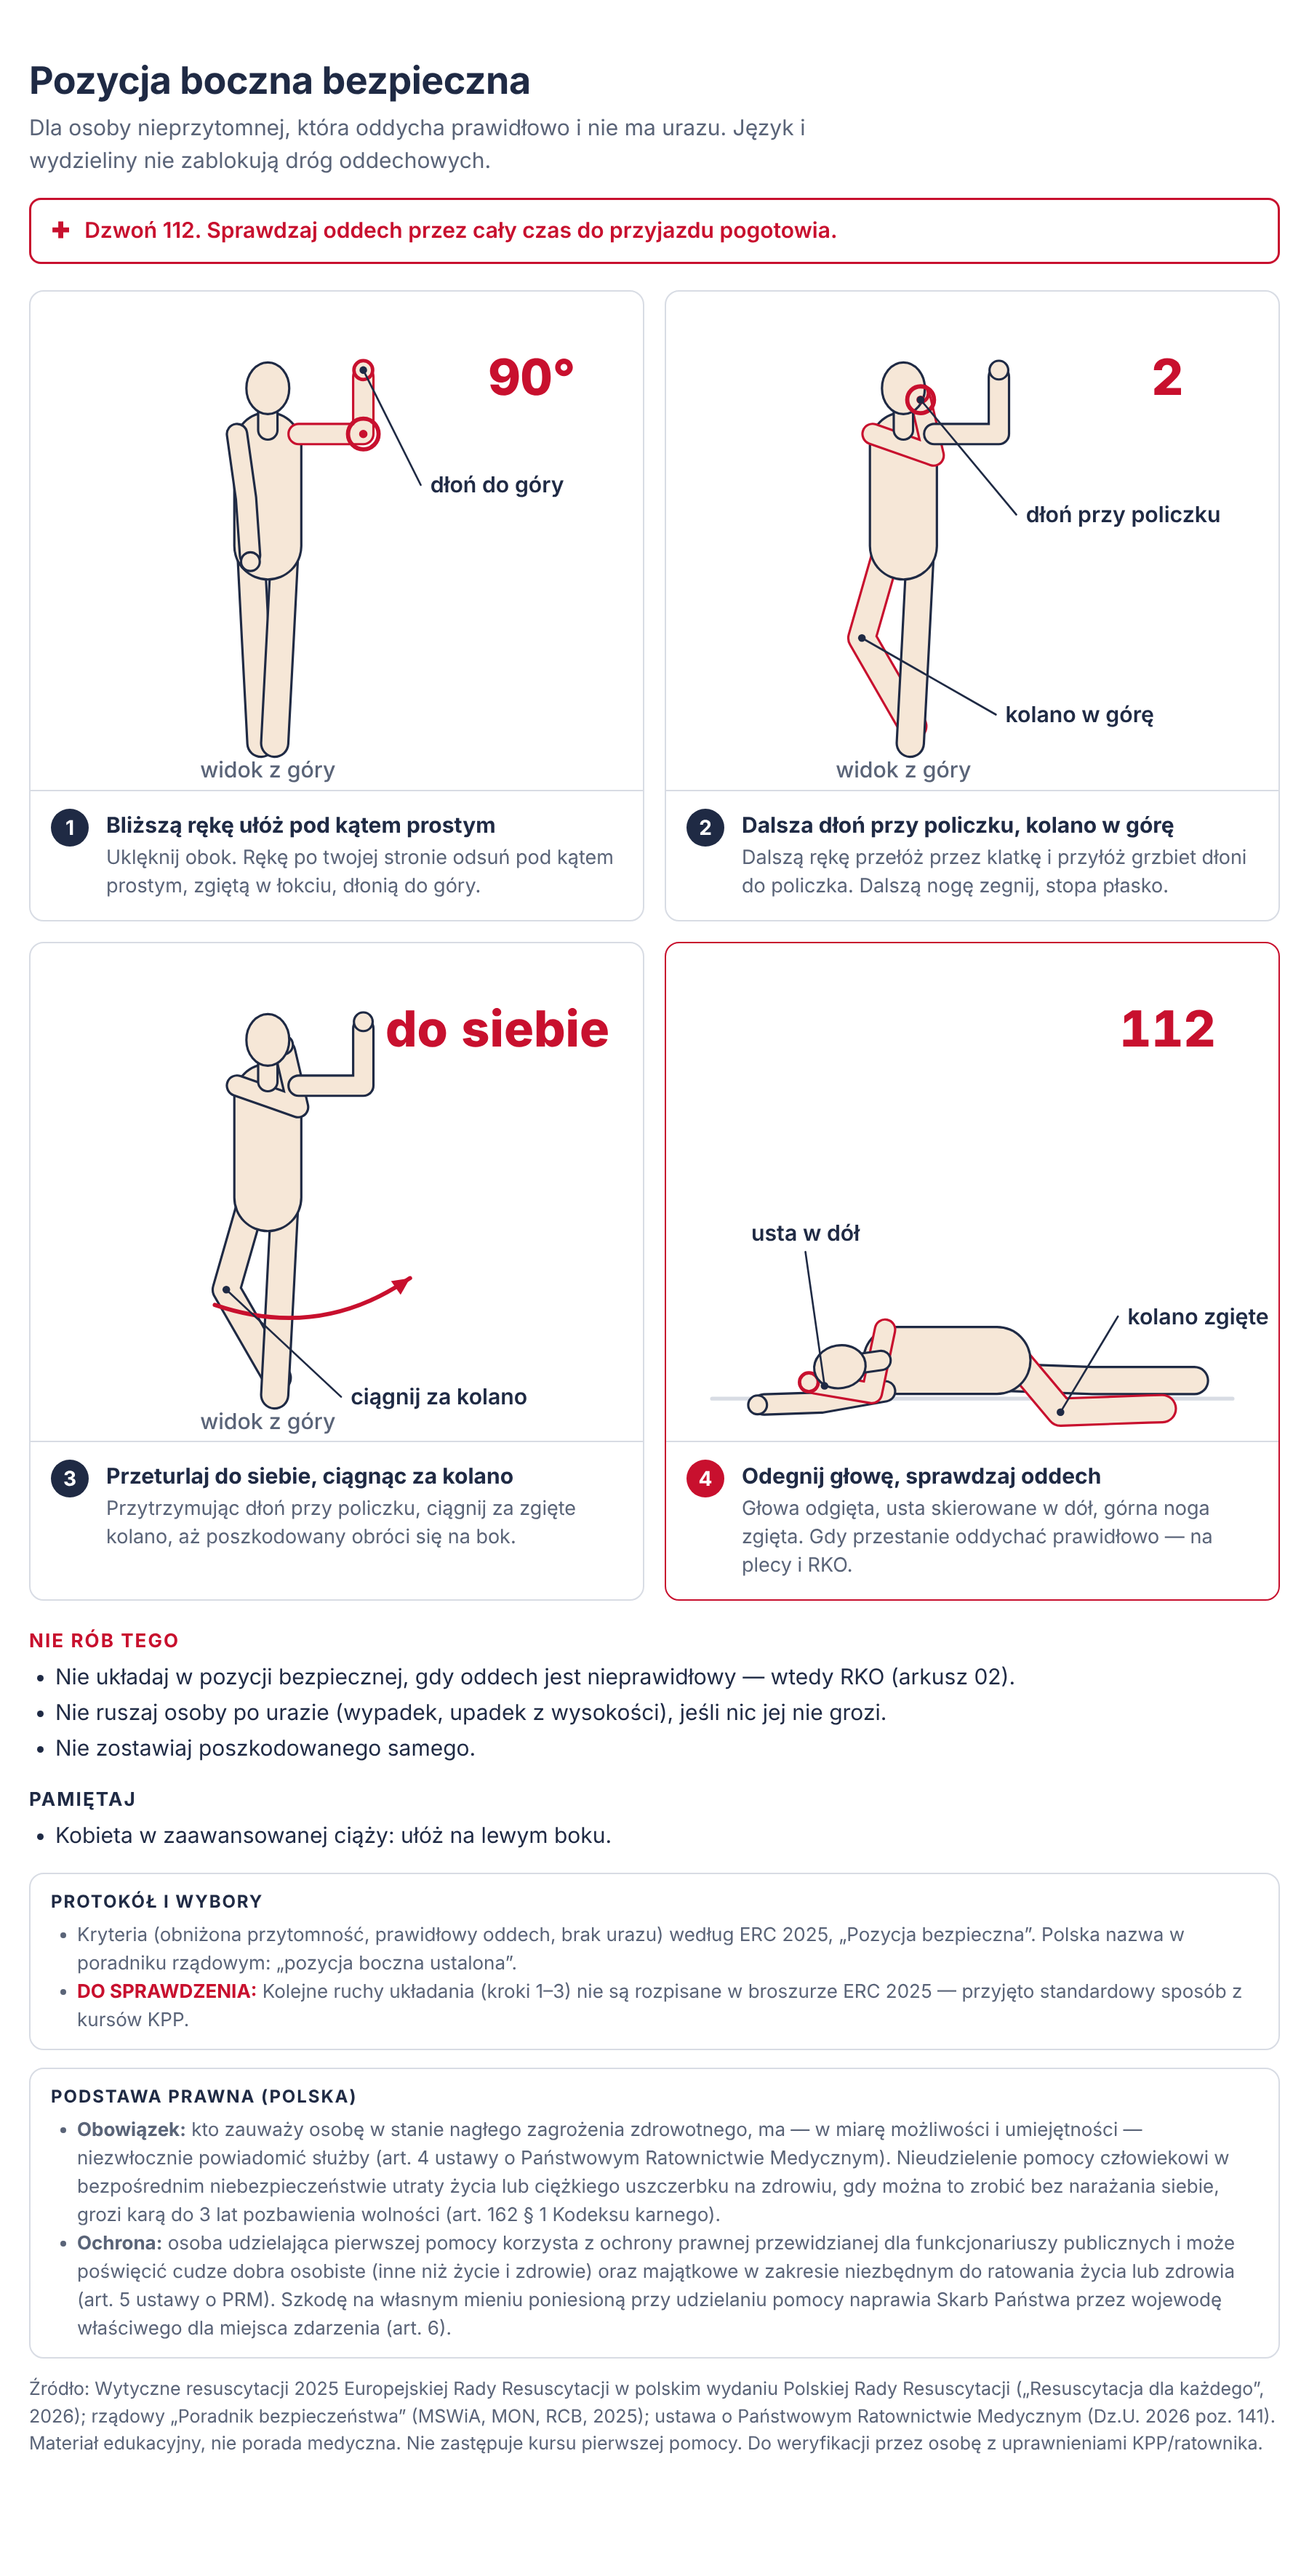 Pozycja boczna bezpieczna
Dla osoby nieprzytomnej, która oddycha prawidłowo i nie ma urazu. Język i
wydzieliny nie zablokują dróg oddechowych.
✚ Dzwoń 112. Sprawdzaj oddech przez cały czas do przyjazdu pogotowia.
90°
dłoń do góry
widok z góry
1 Bliższą rękę ułóż pod kątem prostym
Uklęknij obok. Rękę po twojej stronie odsuń pod kątem
prostym, zgiętą w łokciu, dłonią do góry.
2
dłoń przy policzku
kolano w górę
widok z góry
2 Dalsza dłoń przy policzku, kolano w górę
Dalszą rękę przełóż przez klatkę i przyłóż grzbiet dłoni
do policzka. Dalszą nogę zegnij, stopa płasko.
do siebie
ciągnij za kolano
widok z góry
3 Przeturlaj do siebie, ciągnąc za kolano
Przytrzymując dłoń przy policzku, ciągnij za zgięte
kolano, aż poszkodowany obróci się na bok.
112
usta w dół
kolano zgięte
4 Odegnij głowę, sprawdzaj oddech
Głowa odgięta, usta skierowane w dół, górna noga
zgięta. Gdy przestanie oddychać prawidłowo — na
plecy i RKO.
NIE RÓB TEGO
• Nie układaj w pozycji bezpiecznej, gdy oddech jest nieprawidłowy — wtedy RKO (arkusz 02).
• Nie ruszaj osoby po urazie (wypadek, upadek z wysokości), jeśli nic jej nie grozi.
• Nie zostawiaj poszkodowanego samego.
PAMIĘTAJ
• Kobieta w zaawansowanej ciąży: ułóż na lewym boku.
PROTOKÓŁ I WYBORY
• Kryteria (obniżona przytomność, prawidłowy oddech, brak urazu) według ERC 2025, „Pozycja bezpieczna”. Polska nazwa w
poradniku rządowym: „pozycja boczna ustalona”.
• DO SPRAWDZENIA: Kolejne ruchy układania (kroki 1–3) nie są rozpisane w broszurze ERC 2025 — przyjęto standardowy sposób z
kursów KPP.
PODSTAWA PRAWNA (POLSKA)
• Obowiązek: kto zauważy osobę w stanie nagłego zagrożenia zdrowotnego, ma — w miarę możliwości i umiejętności —
niezwłocznie powiadomić służby (art. 4 ustawy o Państwowym Ratownictwie Medycznym). Nieudzielenie pomocy człowiekowi w
bezpośrednim niebezpieczeństwie utraty życia lub ciężkiego uszczerbku na zdrowiu, gdy można to zrobić bez narażania siebie,
grozi karą do 3 lat pozbawienia wolności (art. 162 § 1 Kodeksu karnego).
• Ochrona: osoba udzielająca pierwszej pomocy korzysta z ochrony prawnej przewidzianej dla funkcjonariuszy publicznych i może
poświęcić cudze dobra osobiste (inne niż życie i zdrowie) oraz majątkowe w zakresie niezbędnym do ratowania życia lub zdrowia
(art. 5 ustawy o PRM). Szkodę na własnym mieniu poniesioną przy udzielaniu pomocy naprawia Skarb Państwa przez wojewodę
właściwego dla miejsca zdarzenia (art. 6).
Źródło: Wytyczne resuscytacji 2025 Europejskiej Rady Resuscytacji w polskim wydaniu Polskiej Rady Resuscytacji („Resuscytacja dla każdego”,
2026); rządowy „Poradnik bezpieczeństwa” (MSWiA, MON, RCB, 2025); ustawa o Państwowym Ratownictwie Medycznym (Dz.U. 2026 poz. 141).
Materiał edukacyjny, nie porada medyczna. Nie zastępuje kursu pierwszej pomocy. Do weryfikacji przez osobę z uprawnieniami KPP/ratownika.